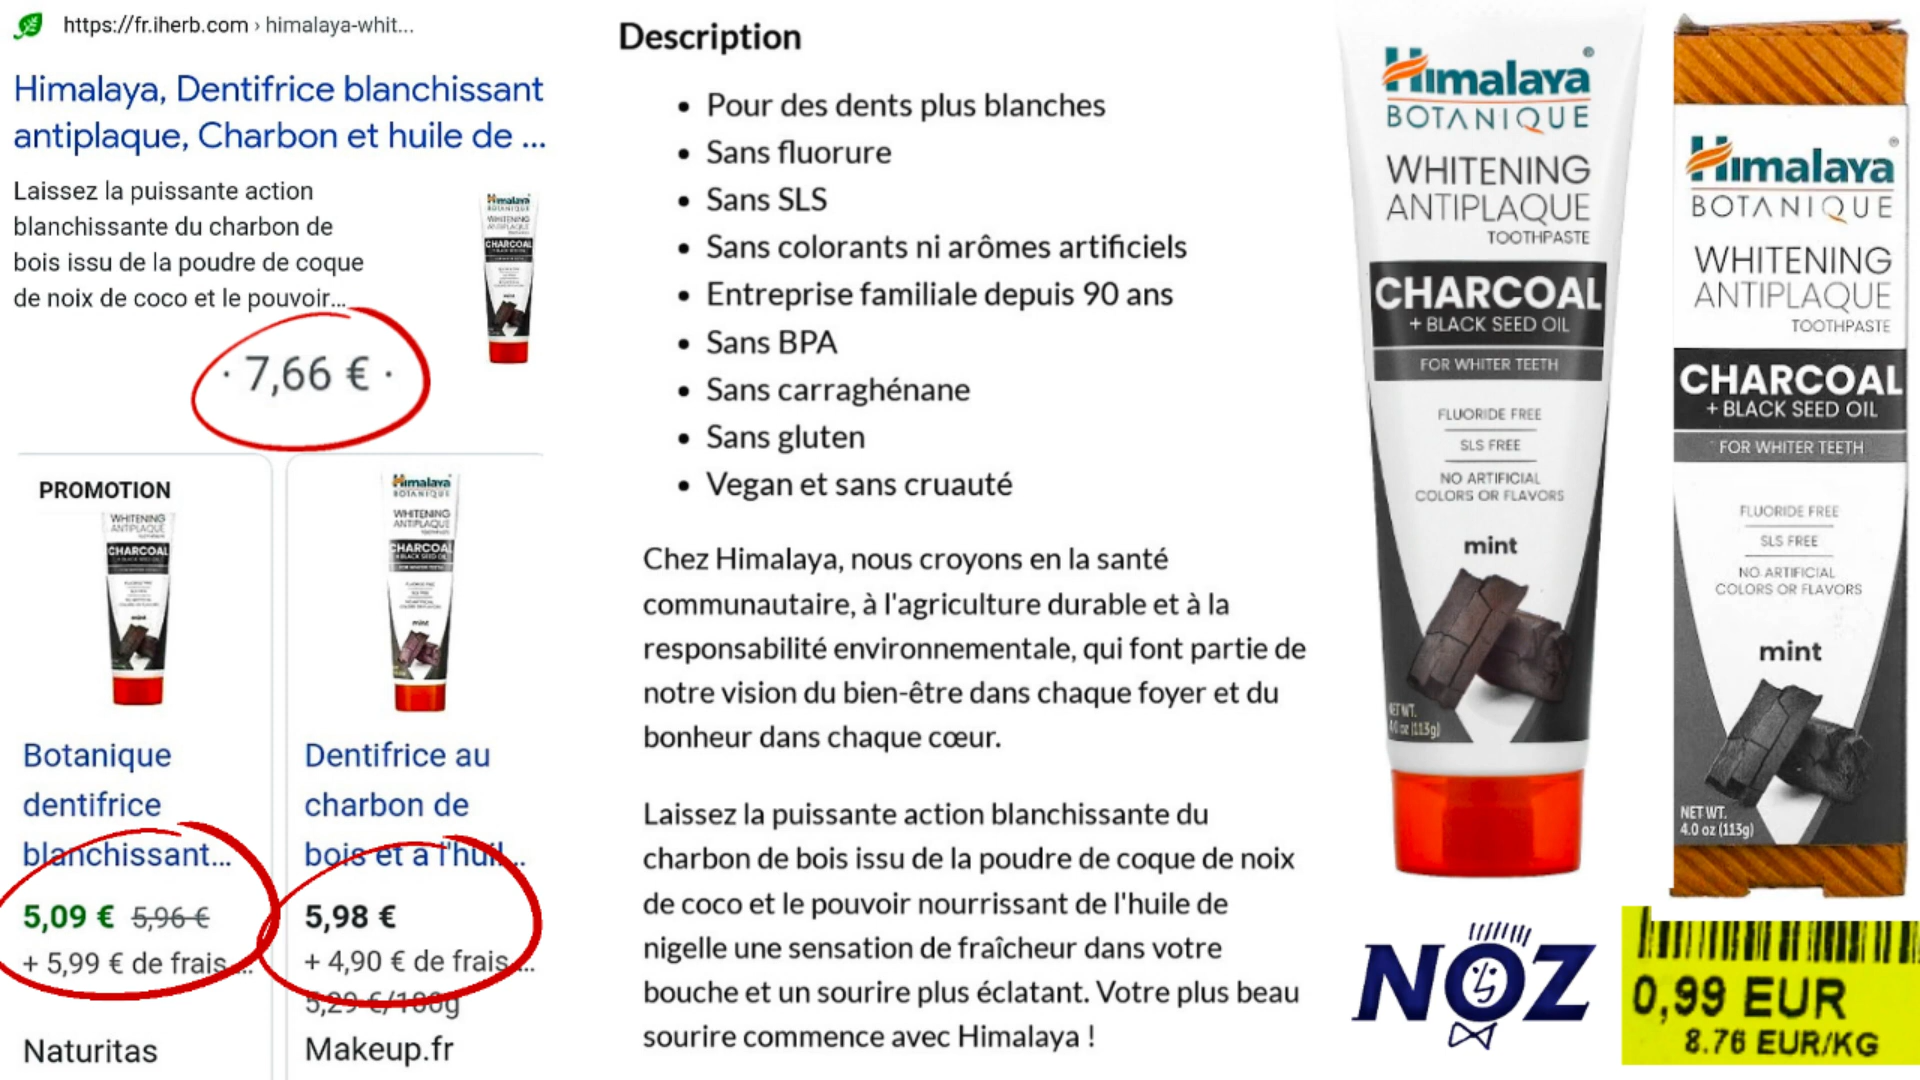 https://fr.iherb.com › himalaya-whit...
Himalaya, Dentifrice blanchissant
antiplaque, Charbon et huile de ...
Laissez la puissante action
blanchissante du charbon de
bois issu de la poudre de coque
de noix de coco et le pouvoir...
· 7,66 € ·
PROMOTION
Botanique
dentifrice
blanchissant...
5,09 € 5,96 €
+ 5,99 € de frais ...
Naturitas
Dentifrice au
charbon de
bois et à l'huil...
5,98 €
+ 4,90 € de frais ...
5,29 €/100g
Makeup.fr
Description
• Pour des dents plus blanches
• Sans fluorure
• Sans SLS
• Sans colorants ni arômes artificiels
• Entreprise familiale depuis 90 ans
• Sans BPA
• Sans carraghénane
• Sans gluten
• Vegan et sans cruauté
Chez Himalaya, nous croyons en la santé
communautaire, à l'agriculture durable et à la
responsabilité environnementale, qui font partie de
notre vision du bien-être dans chaque foyer et du
bonheur dans chaque cœur.
Laissez la puissante action blanchissante du
charbon de bois issu de la poudre de coque de noix
de coco et le pouvoir nourrissant de l'huile de
nigelle une sensation de fraîcheur dans votre
bouche et un sourire plus éclatant. Votre plus beau
sourire commence avec Himalaya !
Himalaya
BOTANIQUE
WHITENING
ANTIPLAQUE
TOOTHPASTE
CHARCOAL
+ BLACK SEED OIL
FOR WHITER TEETH
FLUORIDE FREE
SLS FREE
NO ARTIFICIAL
COLORS OR FLAVORS
mint
NET WT.
4.0 oz (113g)
Himalaya
BOTANIQUE
WHITENING
ANTIPLAQUE
TOOTHPASTE
CHARCOAL
+ BLACK SEED OIL
FOR WHITER TEETH
FLUORIDE FREE
SLS FREE
NO ARTIFICIAL
COLORS OR FLAVORS
mint
NET WT.
4.0 oz (113g)
NOZ
0,99 EUR
8.76 EUR/KG